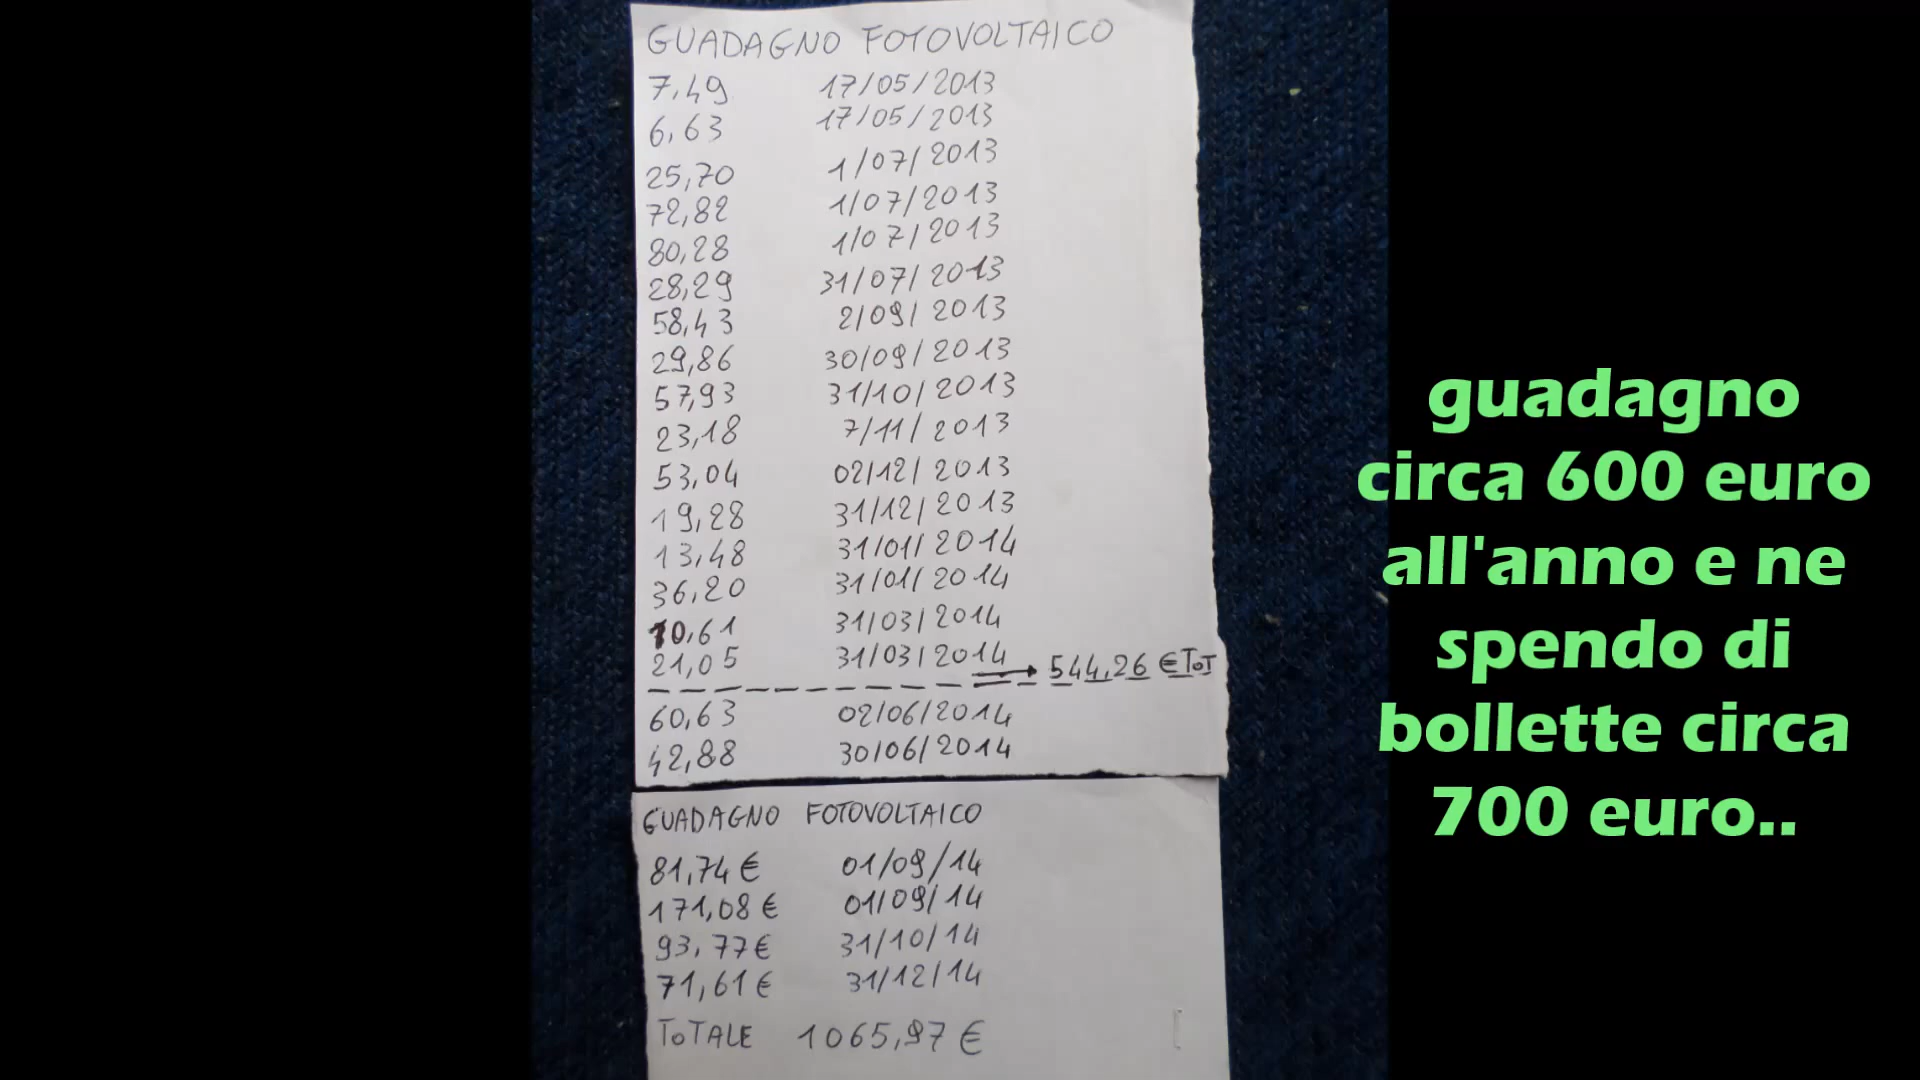 GUADAGNO FOTOVOLTAICO
7,49 17/05/2013
6,63 17/05/2013
25,70 1/07/2013
72,82 1/07/2013
80,28 1/07/2013
28,29 31/07/2013
58,43 2/09/2013
29,86 30/09/2013
57,93 31/10/2013
23,18 7/11/2013
53,04 02/12/2013
19,28 31/12/2013
13,48 31/01/2014
36,20 31/01/2014
10,61 31/03/2014
21,05 31/03/2014 → 544,26 € TOT
60,63 02/06/2014
42,88 30/06/2014
GUADAGNO FOTOVOLTAICO
81,74 € 01/09/14
171,08 € 01/09/14
93,77 € 31/10/14
71,61 € 31/12/14
TOTALE 1065,97 €
guadagno
circa 600 euro
all'anno e ne
spendo di
bollette circa
700 euro..